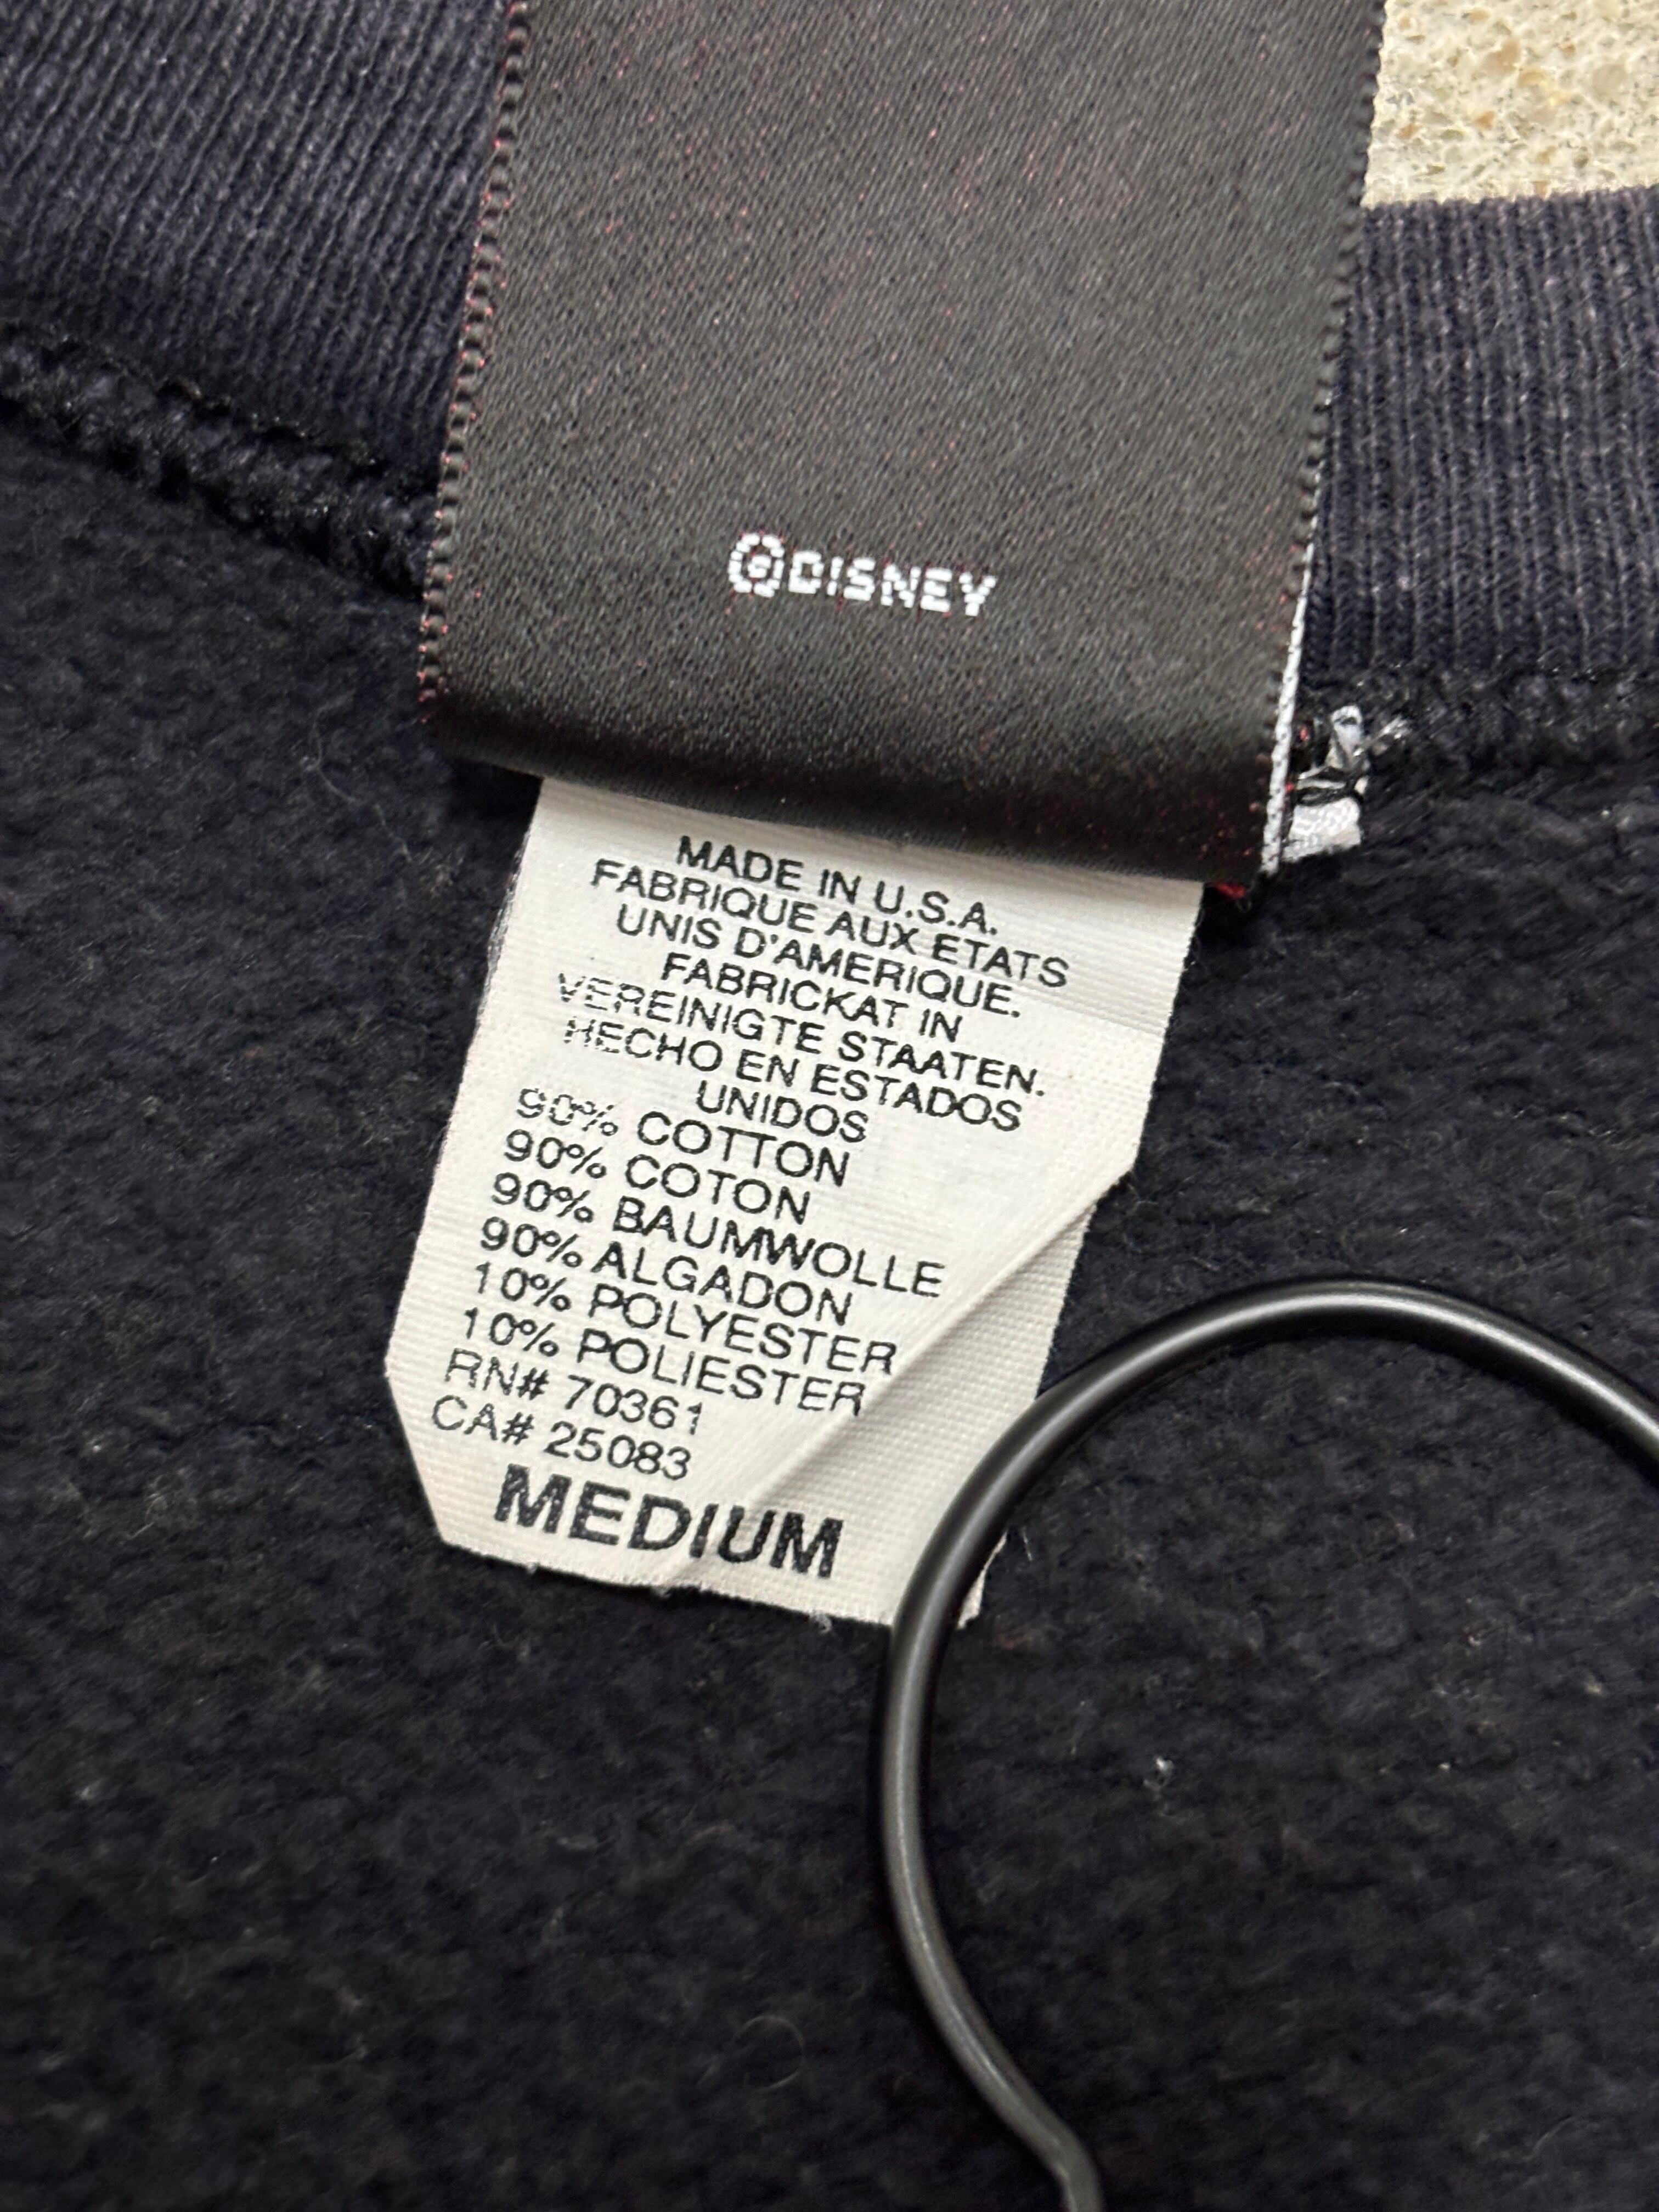 ©DISNEY
MADE IN U.S.A.
FABRIQUE AUX ETATS
UNIS D'AMERIQUE.
FABRICKAT IN
VEREINIGTE STAATEN.
HECHO EN ESTADOS
UNIDOS
90% COTTON
90% COTON
90% BAUMWOLLE
90% ALGADON
10% POLYESTER
10% POLIESTER
RN# 70361
CA# 25083
MEDIUM